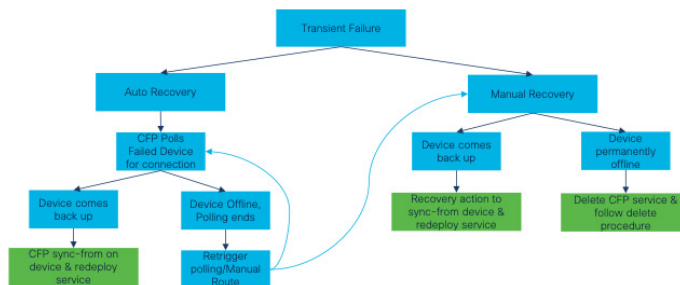 Transient Failure
Auto Recovery
Manual Recovery
CFP Polls
Failed Device
for connection
Device comes
back up
Device
permanently
offline
Device comes
back up
Device Offline,
Polling ends
Recovery action to
sync-from device &
redeploy service
Delete CFP service &
follow delete
procedure
CFP sync-from on
device & redeploy
service
Retrigger
polling/Manual
Route